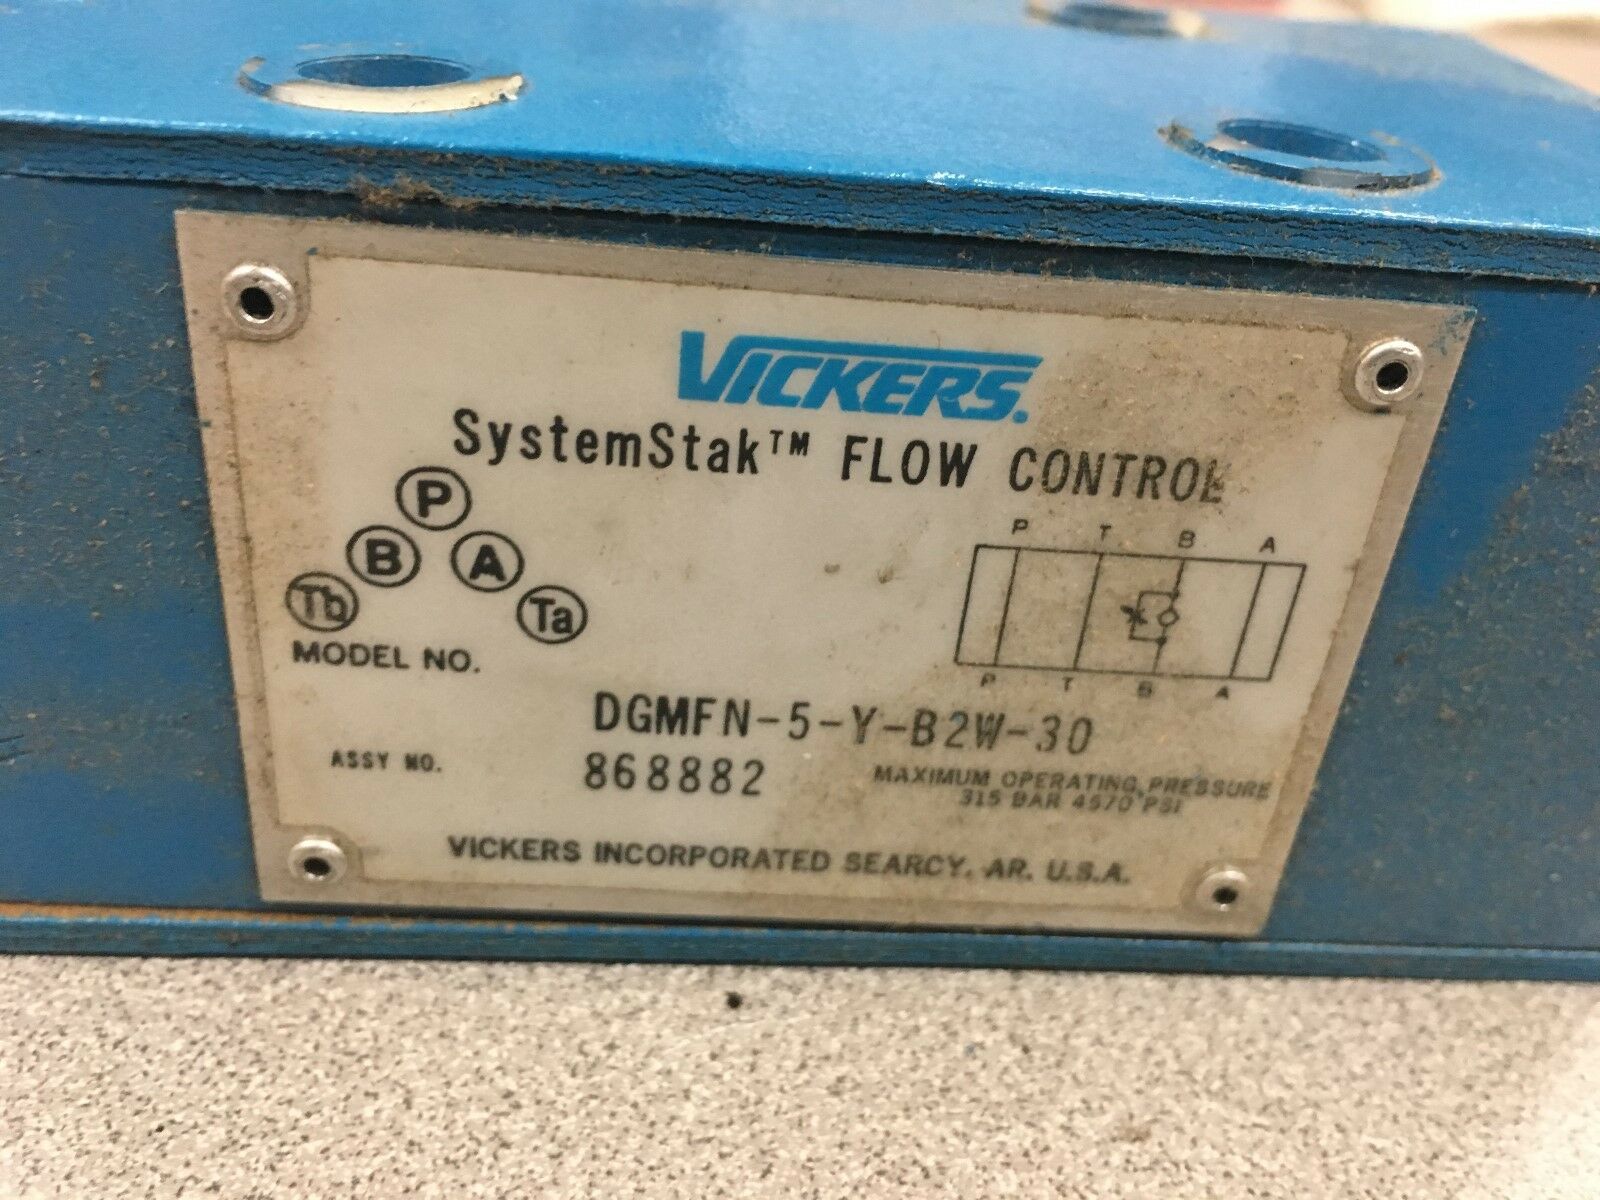 VICKERS.
SystemStak™ FLOW CONTROL
P
B A
Tb Ta
P T B A
P T B A
MODEL NO.
DGMFN-5-Y-B2W-30
ASSY NO. 868882
MAXIMUM OPERATING PRESSURE
315 BAR 4570 PSI
VICKERS INCORPORATED SEARCY, AR. U.S.A.